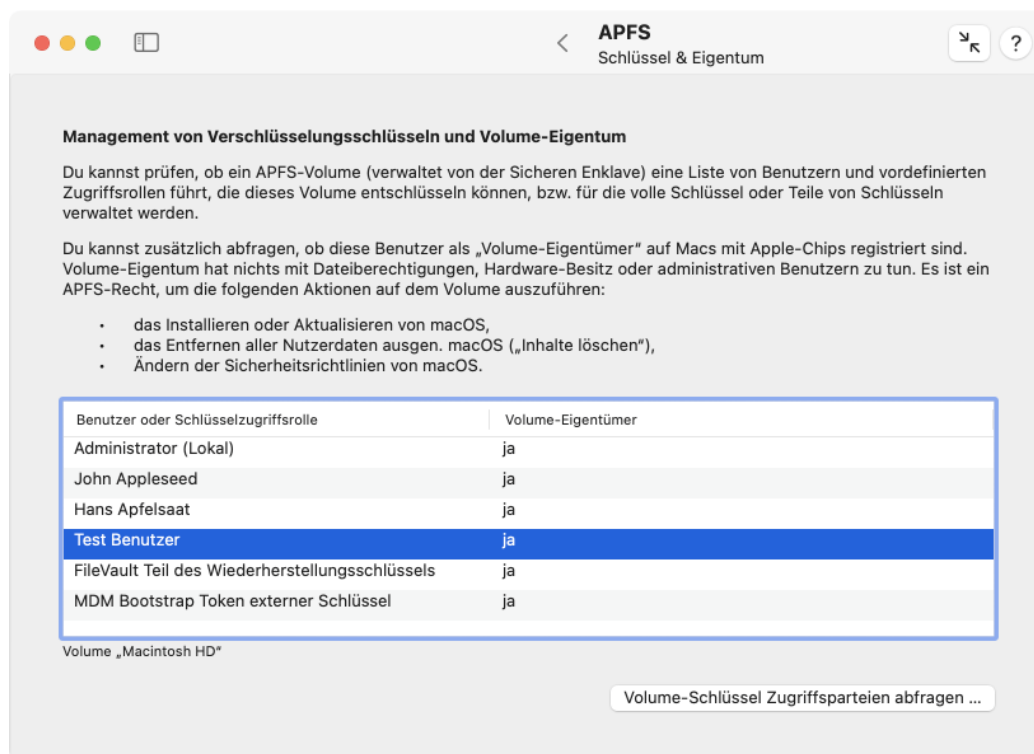 APFS
Schlüssel & Eigentum
?
Management von Verschlüsselungsschlüsseln und Volume-Eigentum
Du kannst prüfen, ob ein APFS-Volume (verwaltet von der Sicheren Enklave) eine Liste von Benutzern und vordefinierten
Zugriffsrollen führt, die dieses Volume entschlüsseln können, bzw. für die volle Schlüssel oder Teile von Schlüsseln
verwaltet werden.
Du kannst zusätzlich abfragen, ob diese Benutzer als „Volume-Eigentümer“ auf Macs mit Apple-Chips registriert sind.
Volume-Eigentum hat nichts mit Dateiberechtigungen, Hardware-Besitz oder administrativen Benutzern zu tun. Es ist ein
APFS-Recht, um die folgenden Aktionen auf dem Volume auszuführen:
• das Installieren oder Aktualisieren von macOS,
• das Entfernen aller Nutzerdaten ausgen. macOS („Inhalte löschen“),
• Ändern der Sicherheitsrichtlinien von macOS.
Benutzer oder Schlüsselzugriffsrolle Volume-Eigentümer
Administrator (Lokal) ja
John Appleseed ja
Hans Apfelsaat ja
Test Benutzer ja
FileVault Teil des Wiederherstellungsschlüssels ja
MDM Bootstrap Token externer Schlüssel ja
Volume „Macintosh HD“
Volume-Schlüssel Zugriffsparteien abfragen ...